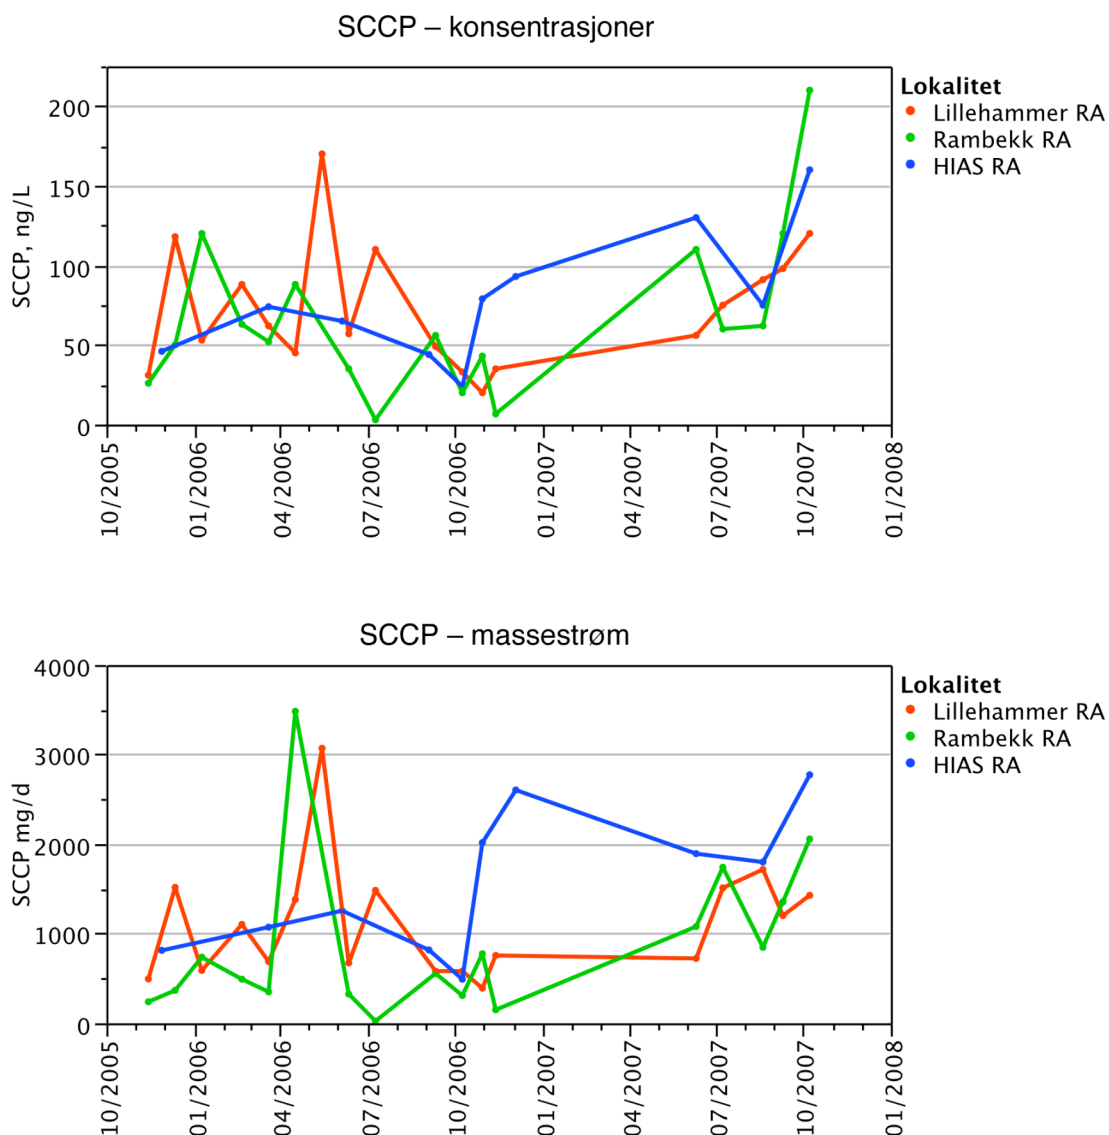 SCCP – konsentrasjoner
SCCP, ng/L
200
150
100
50
0
10/2005
01/2006
04/2006
07/2006
10/2006
01/2007
04/2007
07/2007
10/2007
01/2008
Lokalitet
Lillehammer RA
Rambekk RA
HIAS RA
SCCP – massestrøm
SCCP mg/d
4000
3000
2000
1000
0
10/2005
01/2006
04/2006
07/2006
10/2006
01/2007
04/2007
07/2007
10/2007
01/2008
Lokalitet
Lillehammer RA
Rambekk RA
HIAS RA